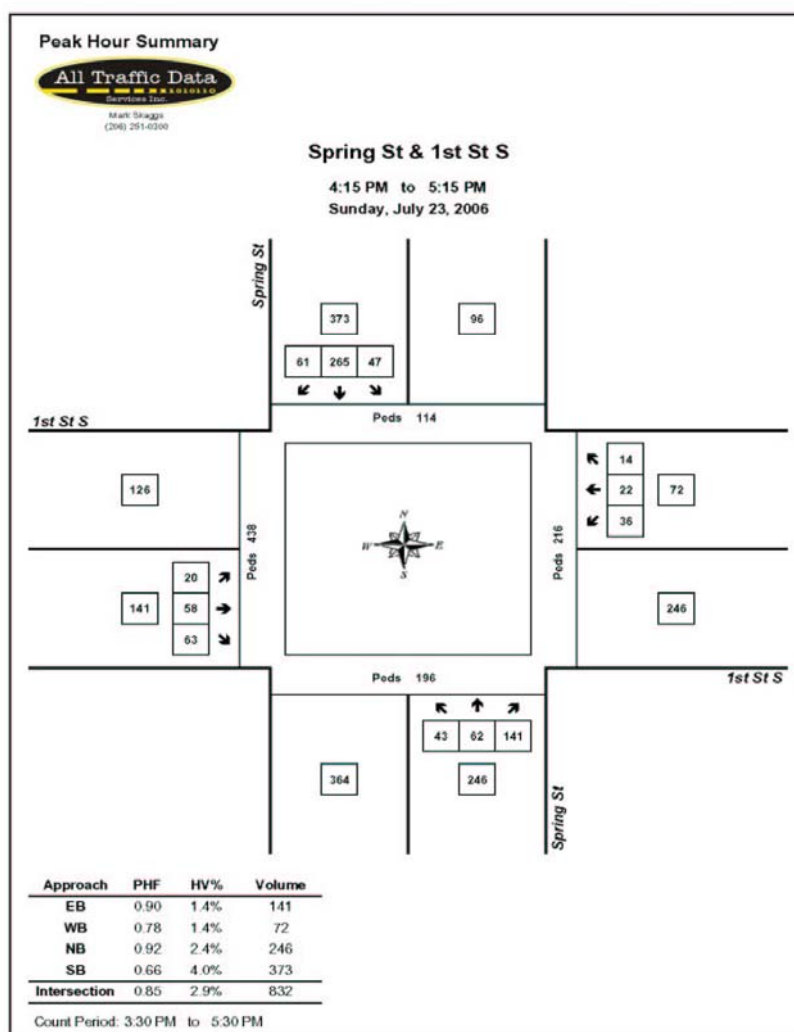 Peak Hour Summary
All Traffic Data
Services Inc.
Mark Skaggs
(206) 251-0300
Spring St & 1st St S
4:15 PM to 5:15 PM
Sunday, July 23, 2006
Spring St
373
96
61 265 47
1st St S
Peds 114
126
14
22
72
36
Peds 438
N
W E
S
Peds 216
20
141
58
63
246
Peds 196
1st St S
43 62 141
364
246
Spring St
Approach PHF HV% Volume
EB 0.90 1.4% 141
WB 0.78 1.4% 72
NB 0.92 2.4% 246
SB 0.66 4.0% 373
Intersection 0.85 2.9% 832
Count Period: 3:30 PM to 5:30 PM